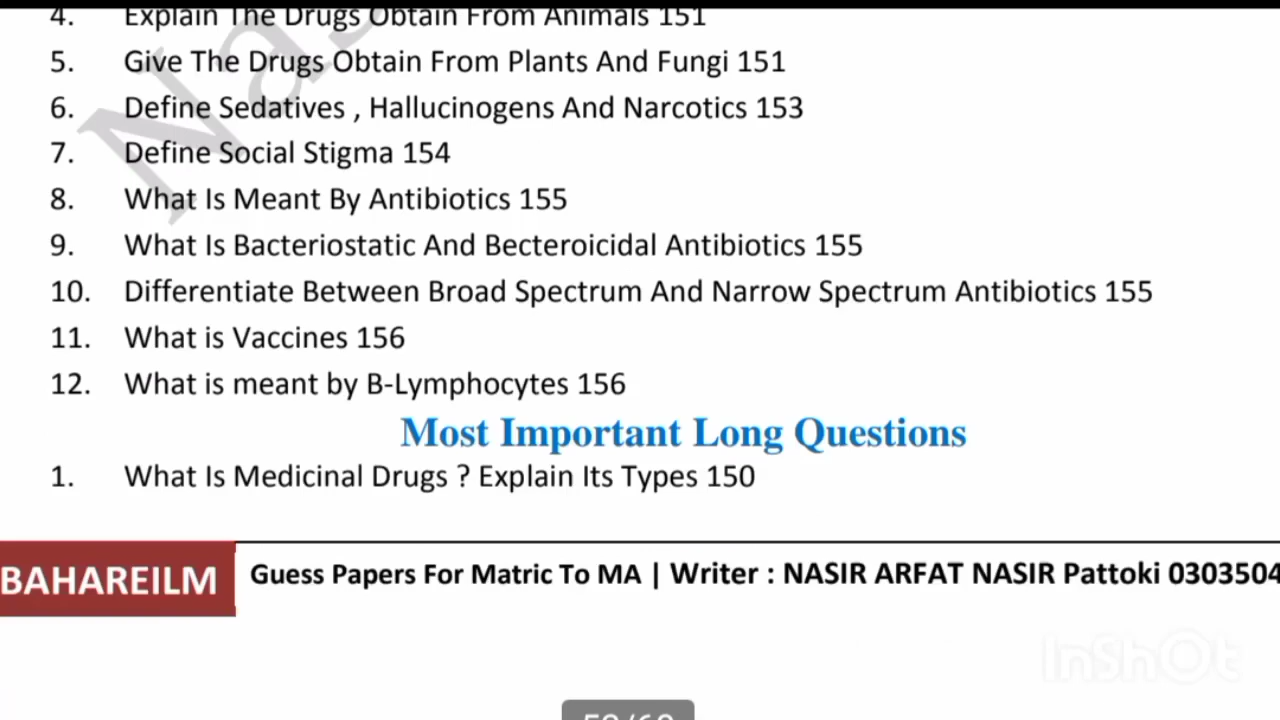 4. Explain The Drugs Obtain From Animals 151
5. Give The Drugs Obtain From Plants And Fungi 151
6. Define Sedatives , Hallucinogens And Narcotics 153
7. Define Social Stigma 154
8. What Is Meant By Antibiotics 155
9. What Is Bacteriostatic And Becteroicidal Antibiotics 155
10. Differentiate Between Broad Spectrum And Narrow Spectrum Antibiotics 155
11. What is Vaccines 156
12. What is meant by B-Lymphocytes 156
Most Important Long Questions
1. What Is Medicinal Drugs ? Explain Its Types 150
BAHAREILM
Guess Papers For Matric To MA | Writer : NASIR ARFAT NASIR Pattoki 0303504
InShOt